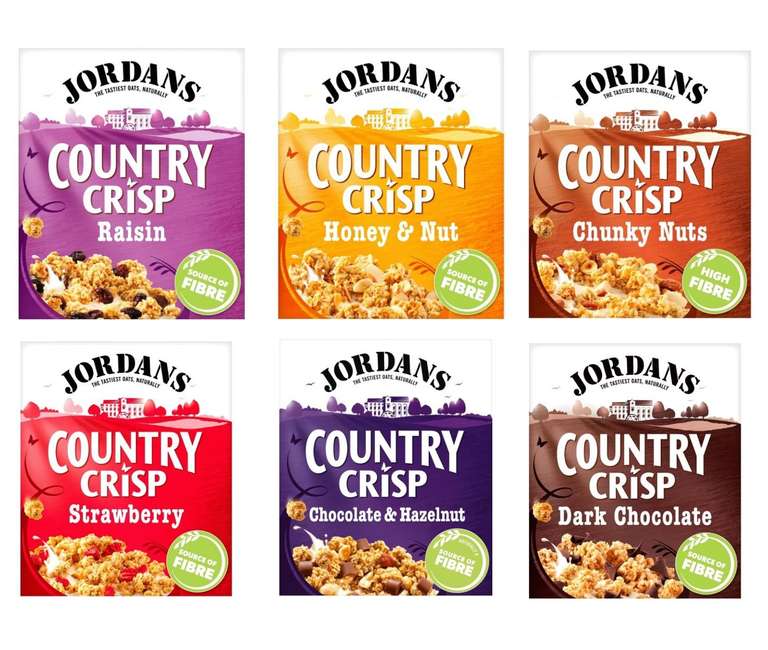 JORDANS
THE TASTIEST OATS, NATURALLY
COUNTRY
CRISP
Raisin
SOURCE OF
FIBRE
JORDANS
THE TASTIEST OATS, NATURALLY
COUNTRY
CRISP
Honey & Nut
SOURCE OF
FIBRE
JORDANS
THE TASTIEST OATS, NATURALLY
COUNTRY
CRISP
Chunky Nuts
HIGH
FIBRE
JORDANS
THE TASTIEST OATS, NATURALLY
COUNTRY
CRISP
Strawberry
SOURCE OF
FIBRE
JORDANS
THE TASTIEST OATS, NATURALLY
COUNTRY
CRISP
Chocolate & Hazelnut
SOURCE OF
FIBRE
JORDANS
THE TASTIEST OATS, NATURALLY
COUNTRY
CRISP
Dark Chocolate
SOURCE OF
FIBRE